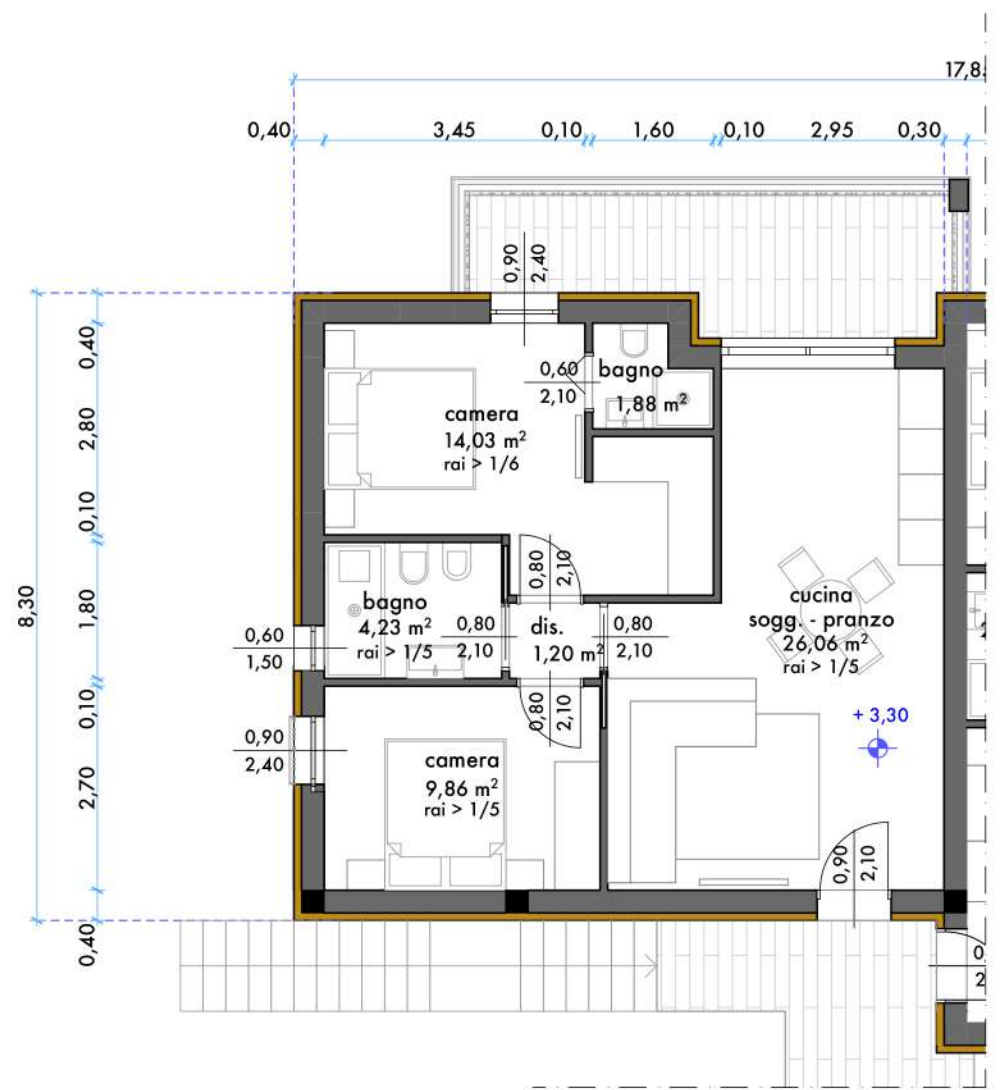 17,8
0,40
3,45
0,10
1,60
0,10
2,95
0,30
0,90
2,40
0,40
2,80
0,10
1,80
0,10
2,70
0,40
8,30
camera
14,03 m²
rai > 1/6
0,60
2,10
bagno
1,88 m²
0,80
2,10
bagno
4,23 m²
rai > 1/5
0,60
1,50
0,80
2,10
dis.
1,20 m²
0,80
2,10
cucina
sogg. - pranzo
26,06 m²
rai > 1/5
+ 3,30
0,80
2,10
0,90
2,40
camera
9,86 m²
rai > 1/5
0,90
2,10